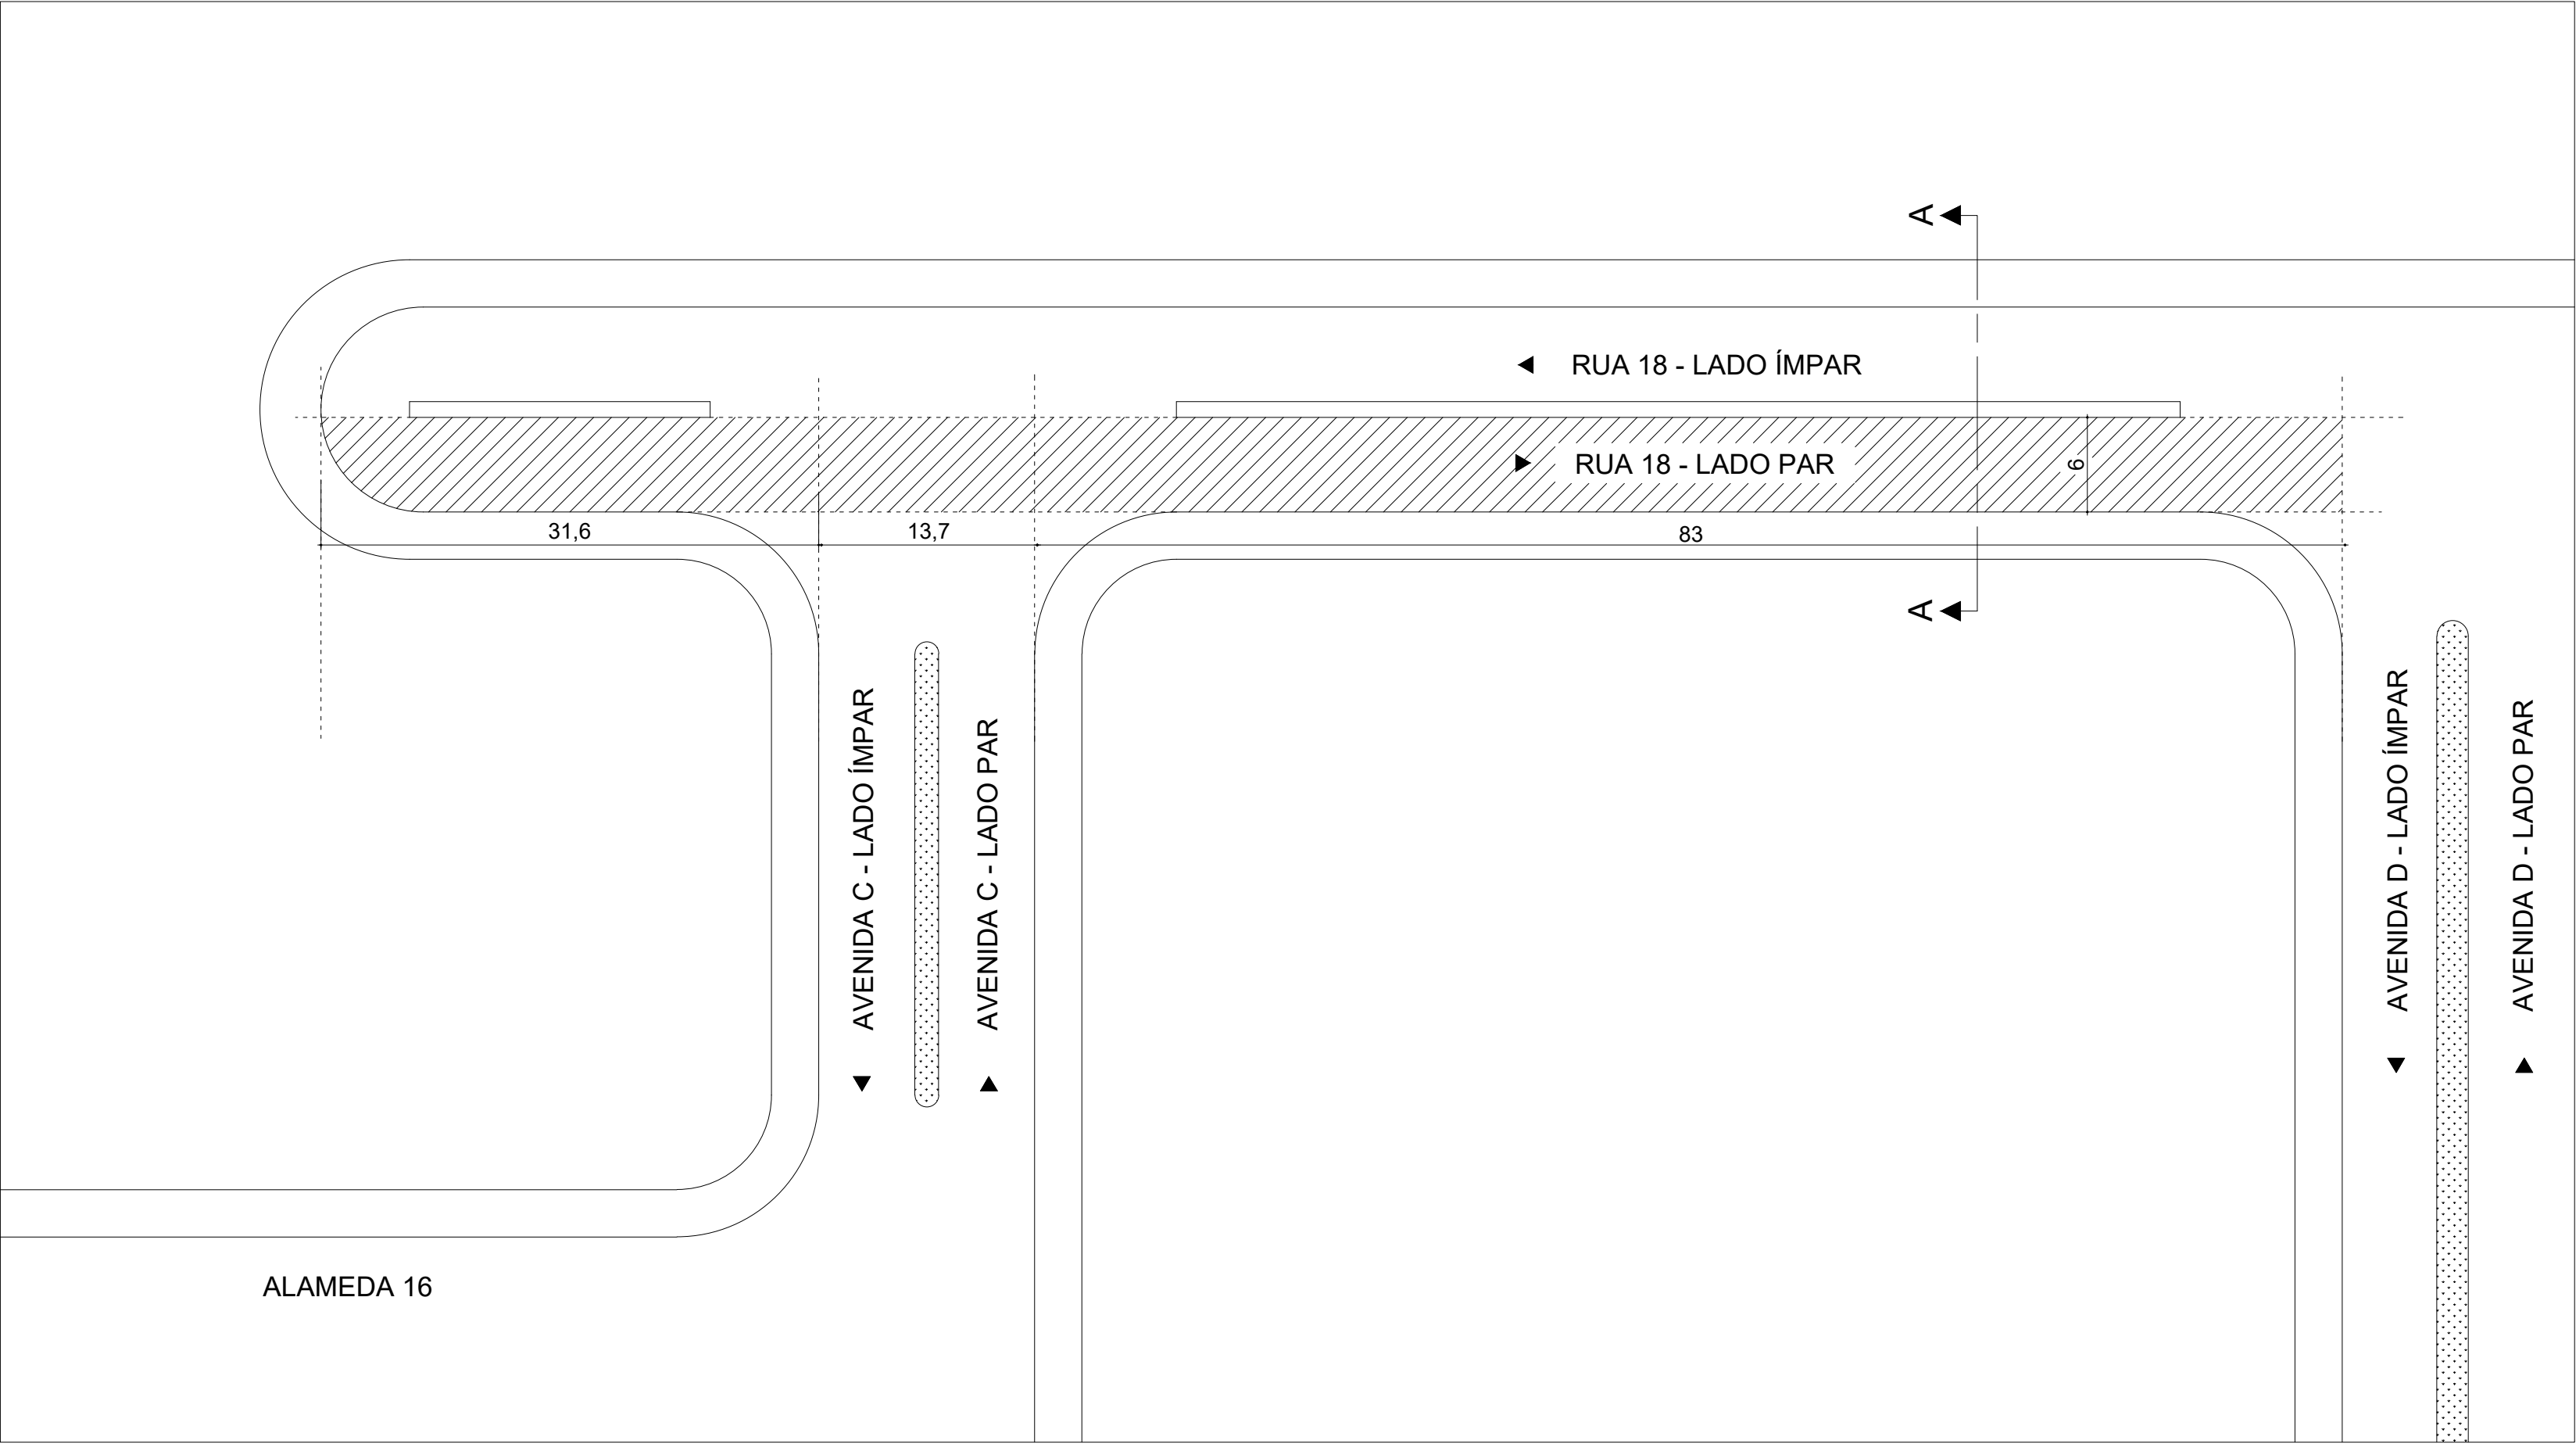 A
RUA 18 - LADO ÍMPAR
RUA 18 - LADO PAR
6
31,6
13,7
83
A
AVENIDA C - LADO ÍMPAR
AVENIDA C - LADO PAR
AVENIDA D - LADO ÍMPAR
AVENIDA D - LADO PAR
ALAMEDA 16